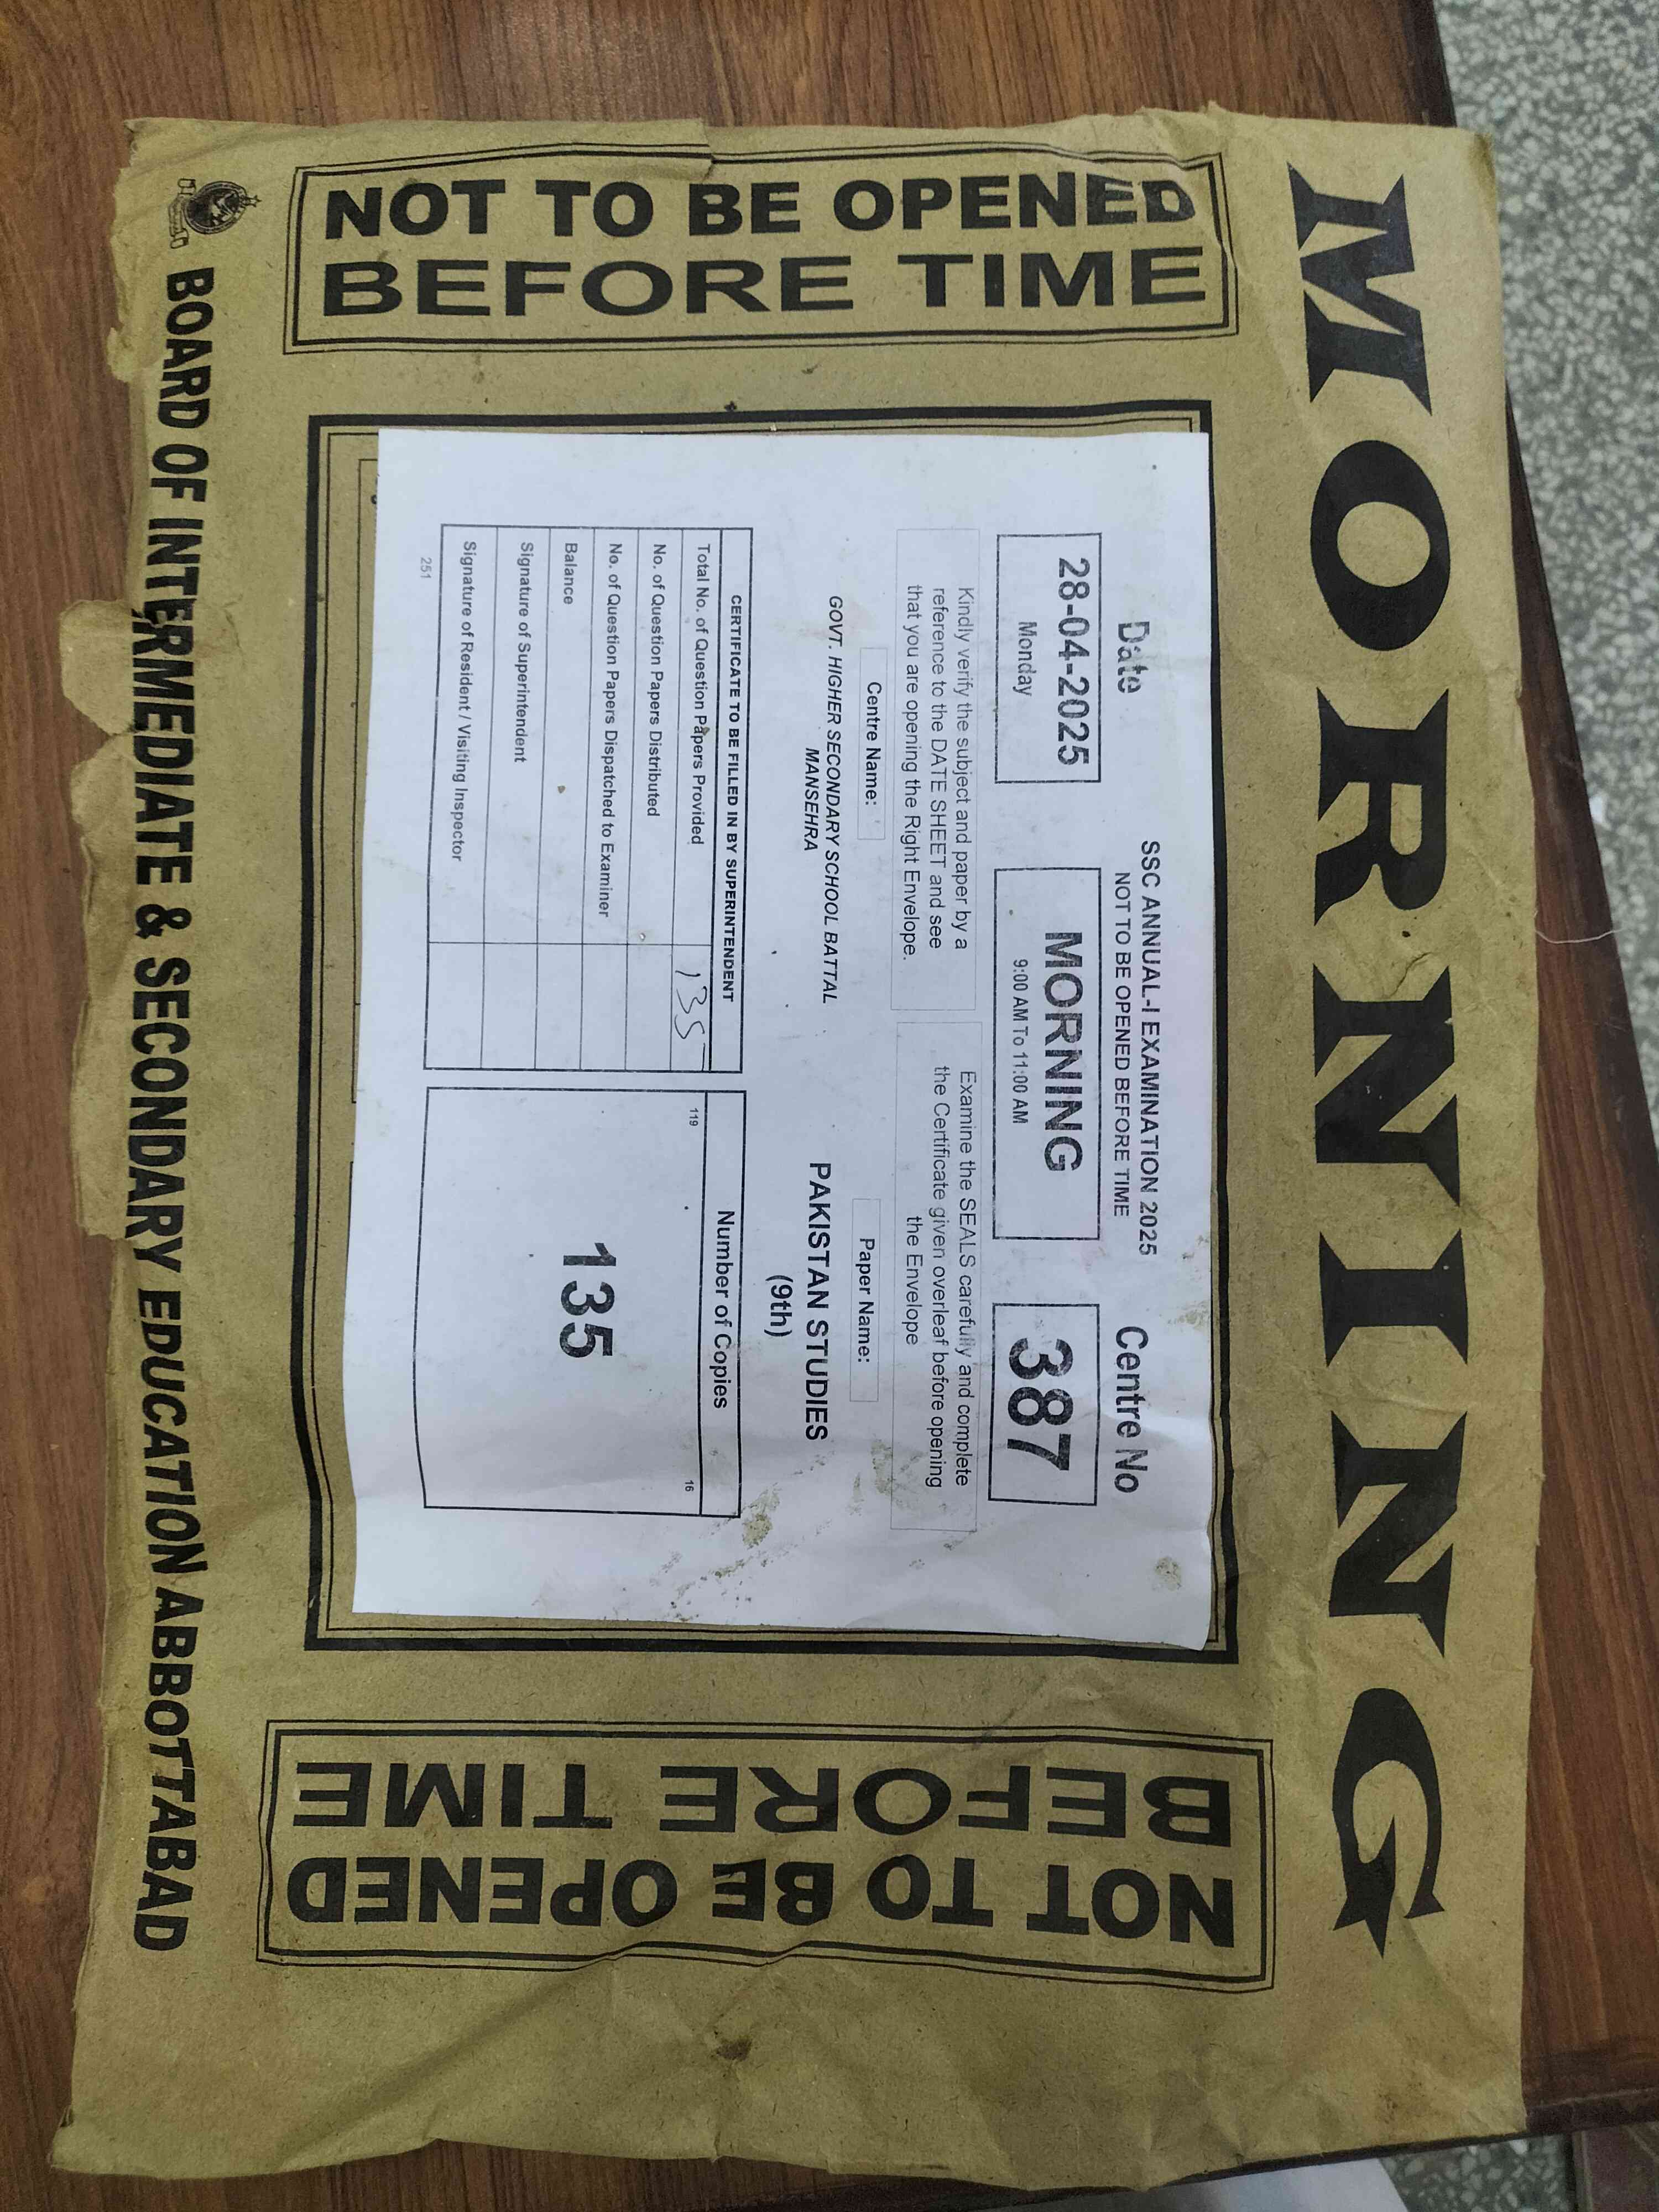 MORNING
NOT TO BE OPENED
BEFORE TIME
SSC ANNUAL-I EXAMINATION 2025
NOT TO BE OPENED BEFORE TIME
Date
Centre No
28-04-2025
Monday
MORNING
9:00 AM To 11:00 AM
387
Kindly verify the subject and paper by a
reference to the DATE SHEET and see
that you are opening the Right Envelope.
Examine the SEALS carefully and complete
the Certificate given overleaf before opening
the Envelope
Centre Name:
Paper Name:
GOVT. HIGHER SECONDARY SCHOOL BATTAL
MANSEHRA
PAKISTAN STUDIES
(9th)
CERTIFICATE TO BE FILLED IN BY SUPERINTENDENT
Total No. of Question Papers Provided 135
No. of Question Papers Distributed
No. of Question Papers Dispatched to Examiner
Balance
Signature of Superintendent
Signature of Resident / Visiting Inspector
251
Number of Copies
119 16
135
NOT TO BE OPENED
BEFORE TIME
BOARD OF INTERMEDIATE & SECONDARY EDUCATION ABBOTTABAD